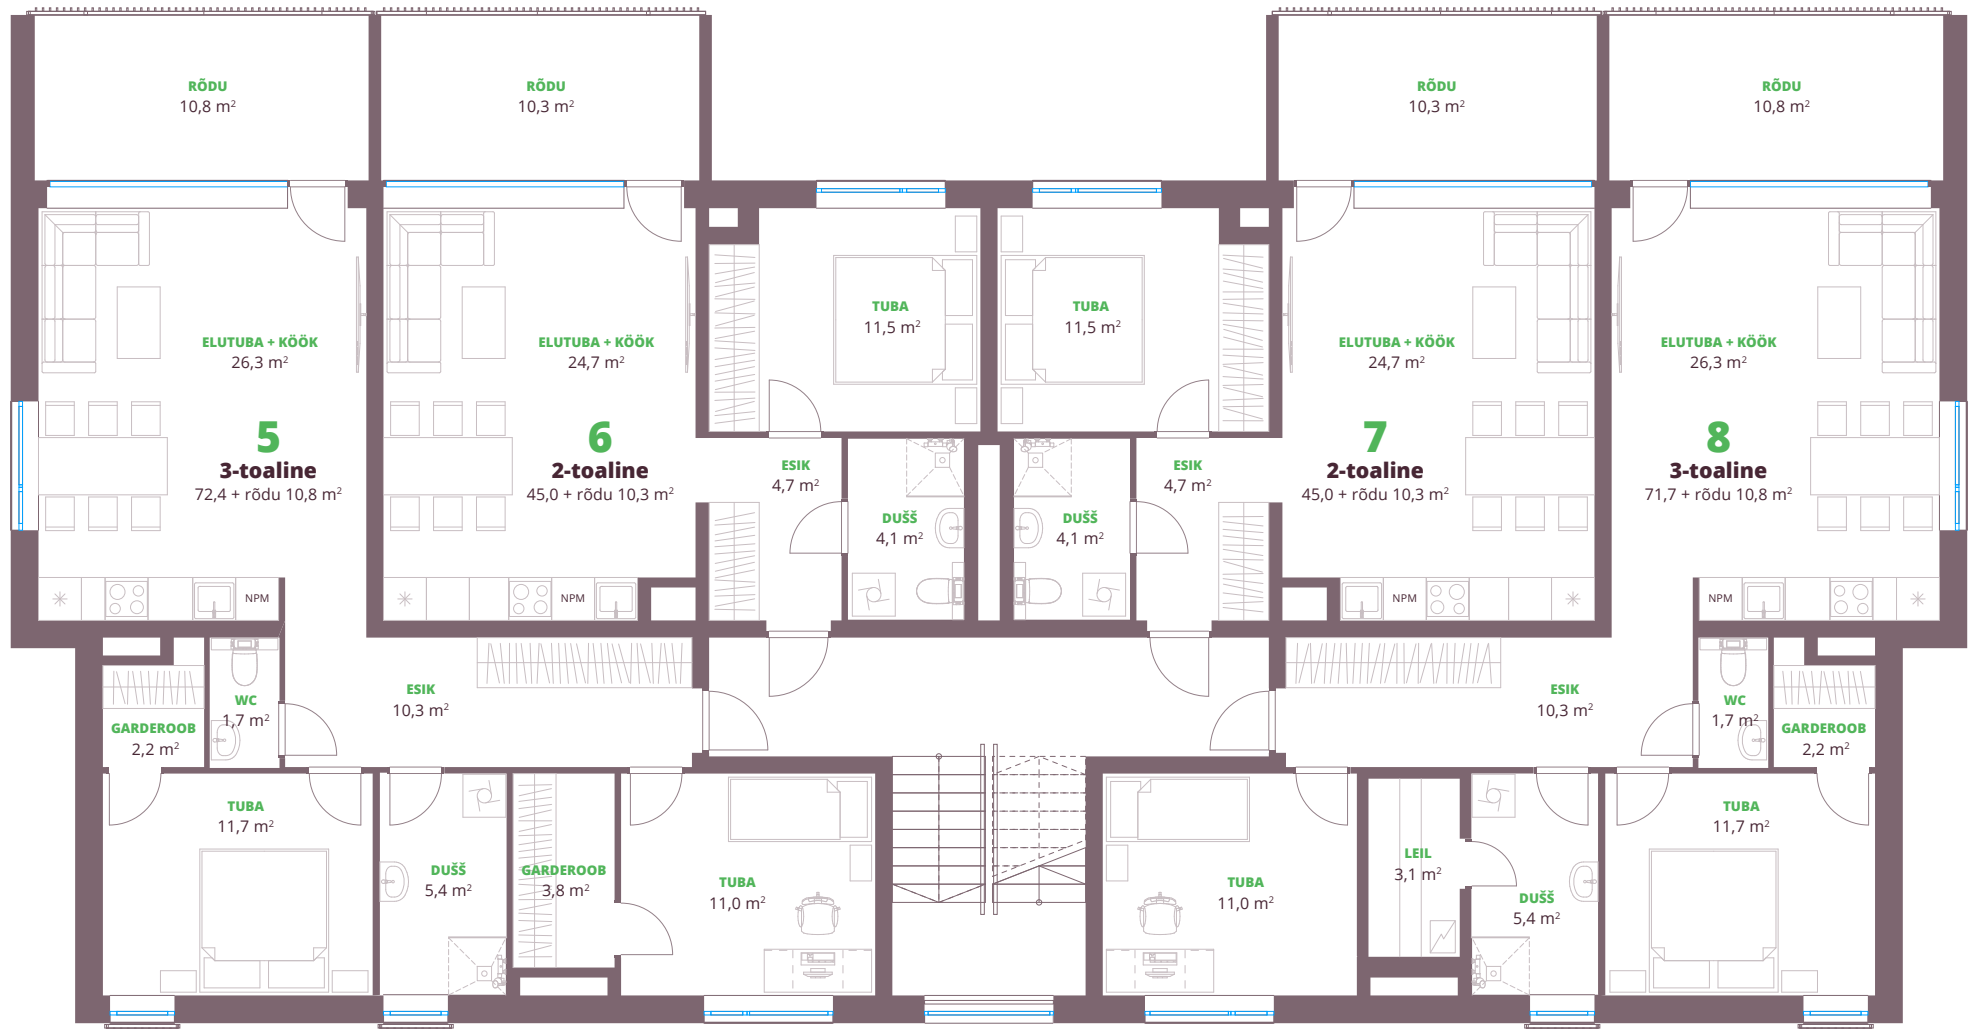 RÕDU
10,8 m²
RÕDU
10,3 m²
RÕDU
10,3 m²
RÕDU
10,8 m²
ELUTUBA + KÖÖK
26,3 m²
5
3-toaline
72,4 + rõdu 10,8 m²
NPM
ELUTUBA + KÖÖK
24,7 m²
6
2-toaline
45,0 + rõdu 10,3 m²
NPM
TUBA
11,5 m²
ESIK
4,7 m²
DUŠŠ
4,1 m²
TUBA
11,5 m²
ESIK
4,7 m²
DUŠŠ
4,1 m²
ELUTUBA + KÖÖK
24,7 m²
7
2-toaline
45,0 + rõdu 10,3 m²
NPM
ELUTUBA + KÖÖK
26,3 m²
8
3-toaline
71,7 + rõdu 10,8 m²
NPM
GARDEROOB
2,2 m²
WC
1,7 m²
ESIK
10,3 m²
ESIK
10,3 m²
WC
1,7 m²
GARDEROOB
2,2 m²
TUBA
11,7 m²
DUŠŠ
5,4 m²
GARDEROOB
3,8 m²
TUBA
11,0 m²
TUBA
11,0 m²
LEIL
3,1 m²
DUŠŠ
5,4 m²
TUBA
11,7 m²